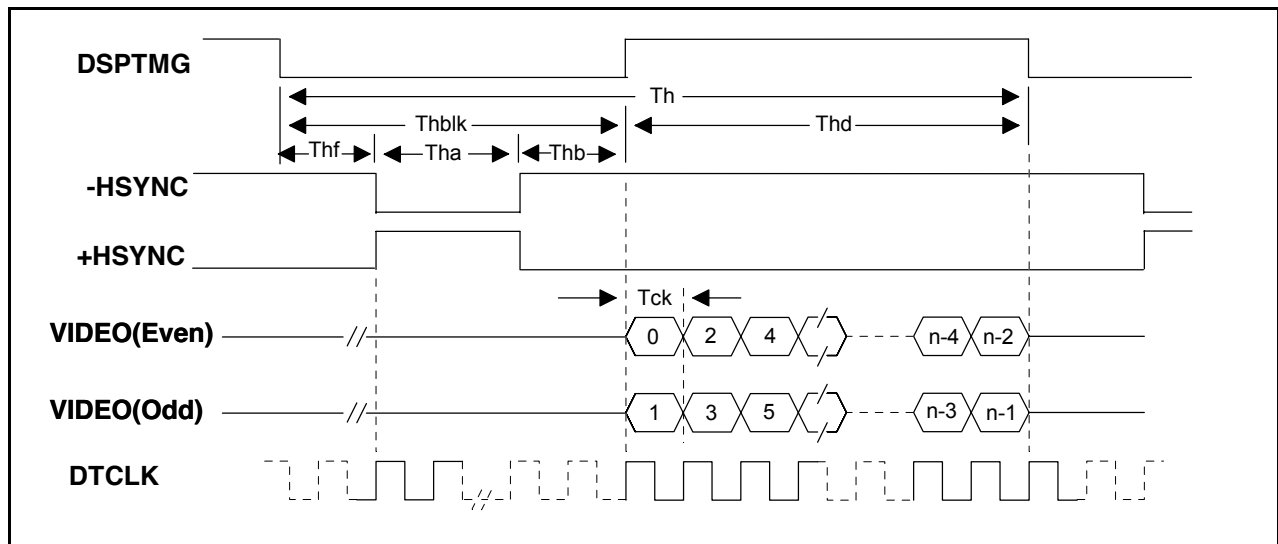 DSPTMG
Th
Thblk Thd
Thf Tha Thb
-HSYNC
+HSYNC
Tck
VIDEO(Even) // 0 2 4 n-4 n-2
VIDEO(Odd) // 1 3 5 n-3 n-1
DTCLK //